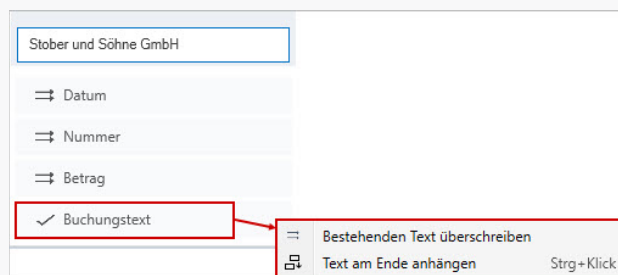 Stober und Söhne GmbH
Datum
Nummer
Betrag
Buchungstext
Bestehenden Text überschreiben
Text am Ende anhängen Strg+Klick